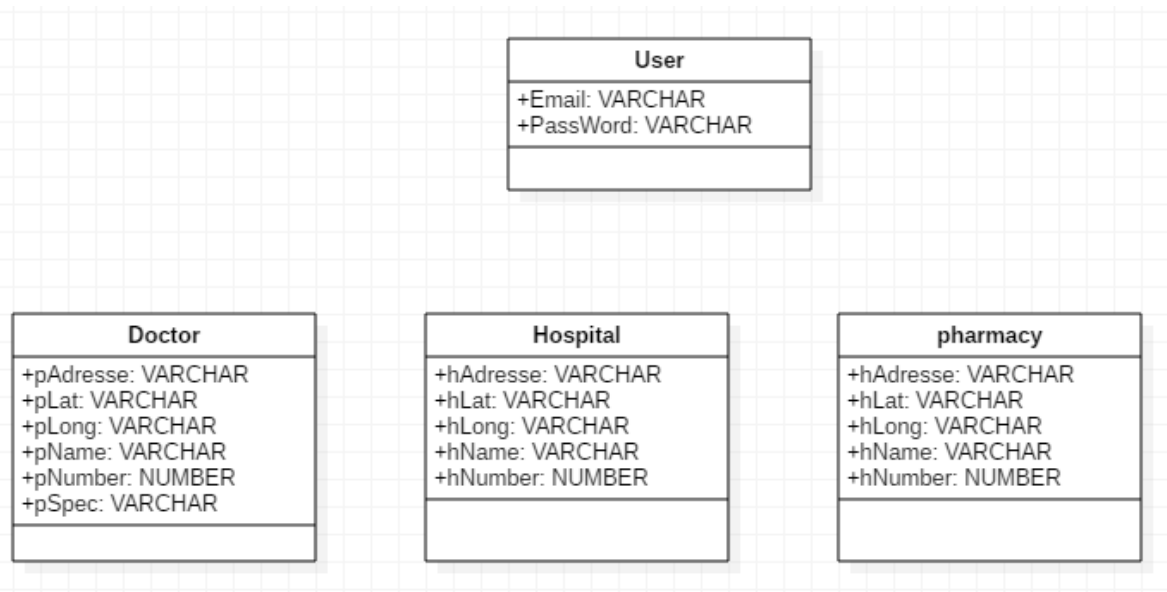 User
+Email: VARCHAR
+PassWord: VARCHAR
Doctor
+pAdresse: VARCHAR
+pLat: VARCHAR
+pLong: VARCHAR
+pName: VARCHAR
+pNumber: NUMBER
+pSpec: VARCHAR
Hospital
+hAdresse: VARCHAR
+hLat: VARCHAR
+hLong: VARCHAR
+hName: VARCHAR
+hNumber: NUMBER
pharmacy
+hAdresse: VARCHAR
+hLat: VARCHAR
+hLong: VARCHAR
+hName: VARCHAR
+hNumber: NUMBER